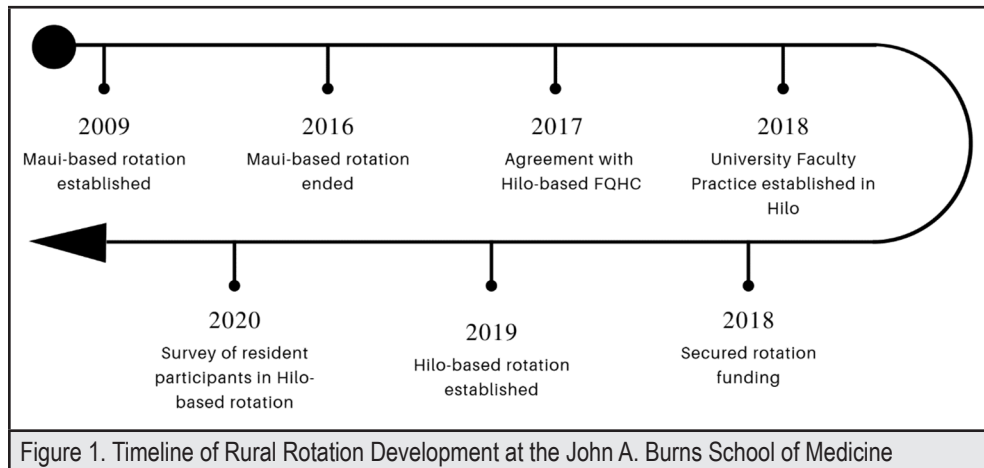 2009
Maui-based rotation
established
2016
Maui-based rotation
ended
2017
Agreement with
Hilo-based FQHC
2018
University Faculty
Practice established in
Hilo
2018
Secured rotation
funding
2019
Hilo-based rotation
established
2020
Survey of resident
participants in Hilo-
based rotation
Figure 1. Timeline of Rural Rotation Development at the John A. Burns School of Medicine